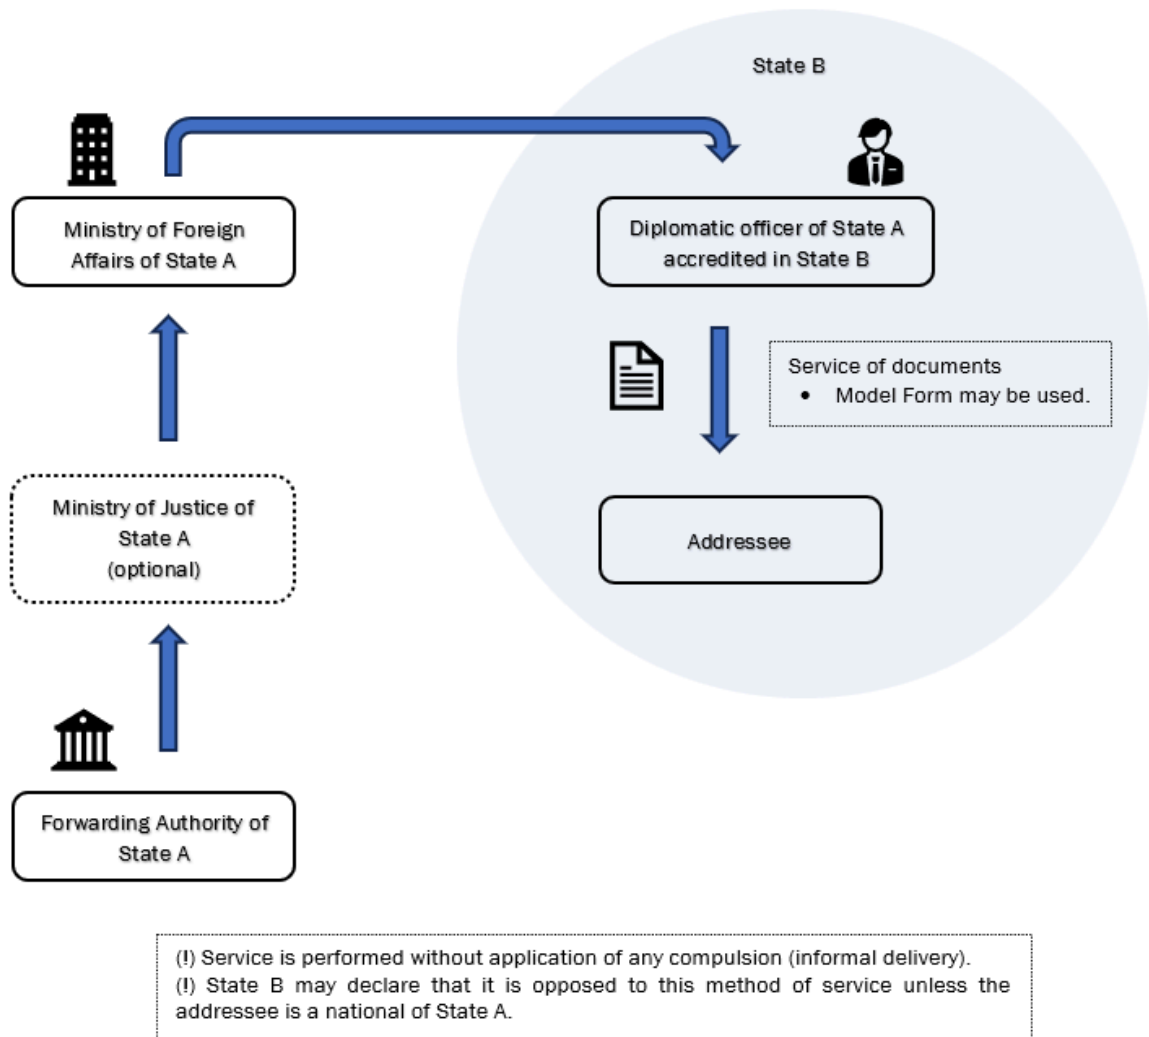 State B
Ministry of Foreign
Affairs of State A
Diplomatic officer of State A
accredited in State B
Service of documents
• Model Form may be used.
Ministry of Justice of
State A
(optional)
Addressee
Forwarding Authority of
State A
(!) Service is performed without application of any compulsion (informal delivery).
(!) State B may declare that it is opposed to this method of service unless the
addressee is a national of State A.